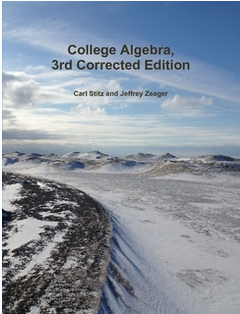 College Algebra,
3rd Corrected Edition
Carl Stitz and Jeffrey Zeager